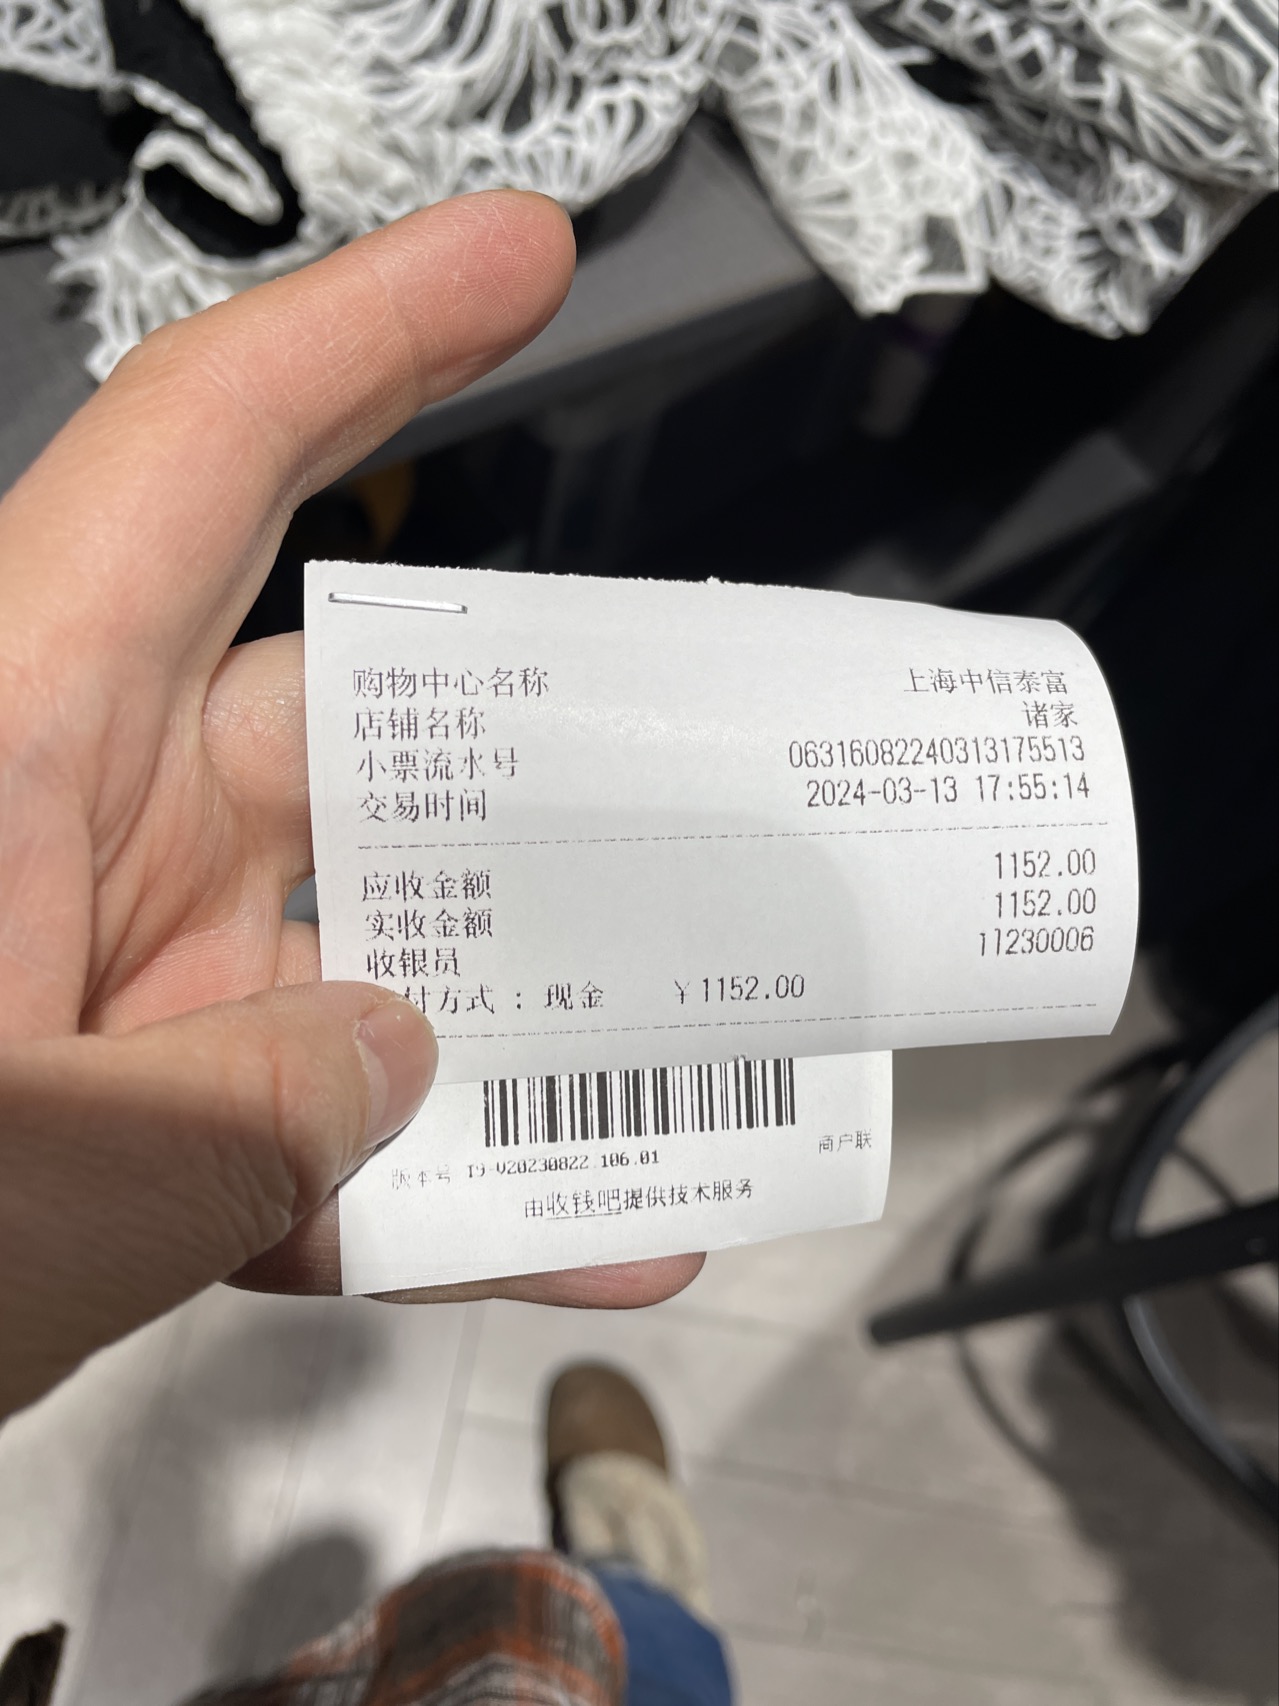 购物中心名称 上海中信泰富
店铺名称 诸家
小票流水号 063160822240313175513
交易时间 2024-03-13 17:55:14
应收金额 1152.00
实收金额 1152.00
收银员 11230006
付方式 : 现金 ¥1152.00
商户联
版本号 T9-V20230822.106.01
由收钱吧提供技术服务